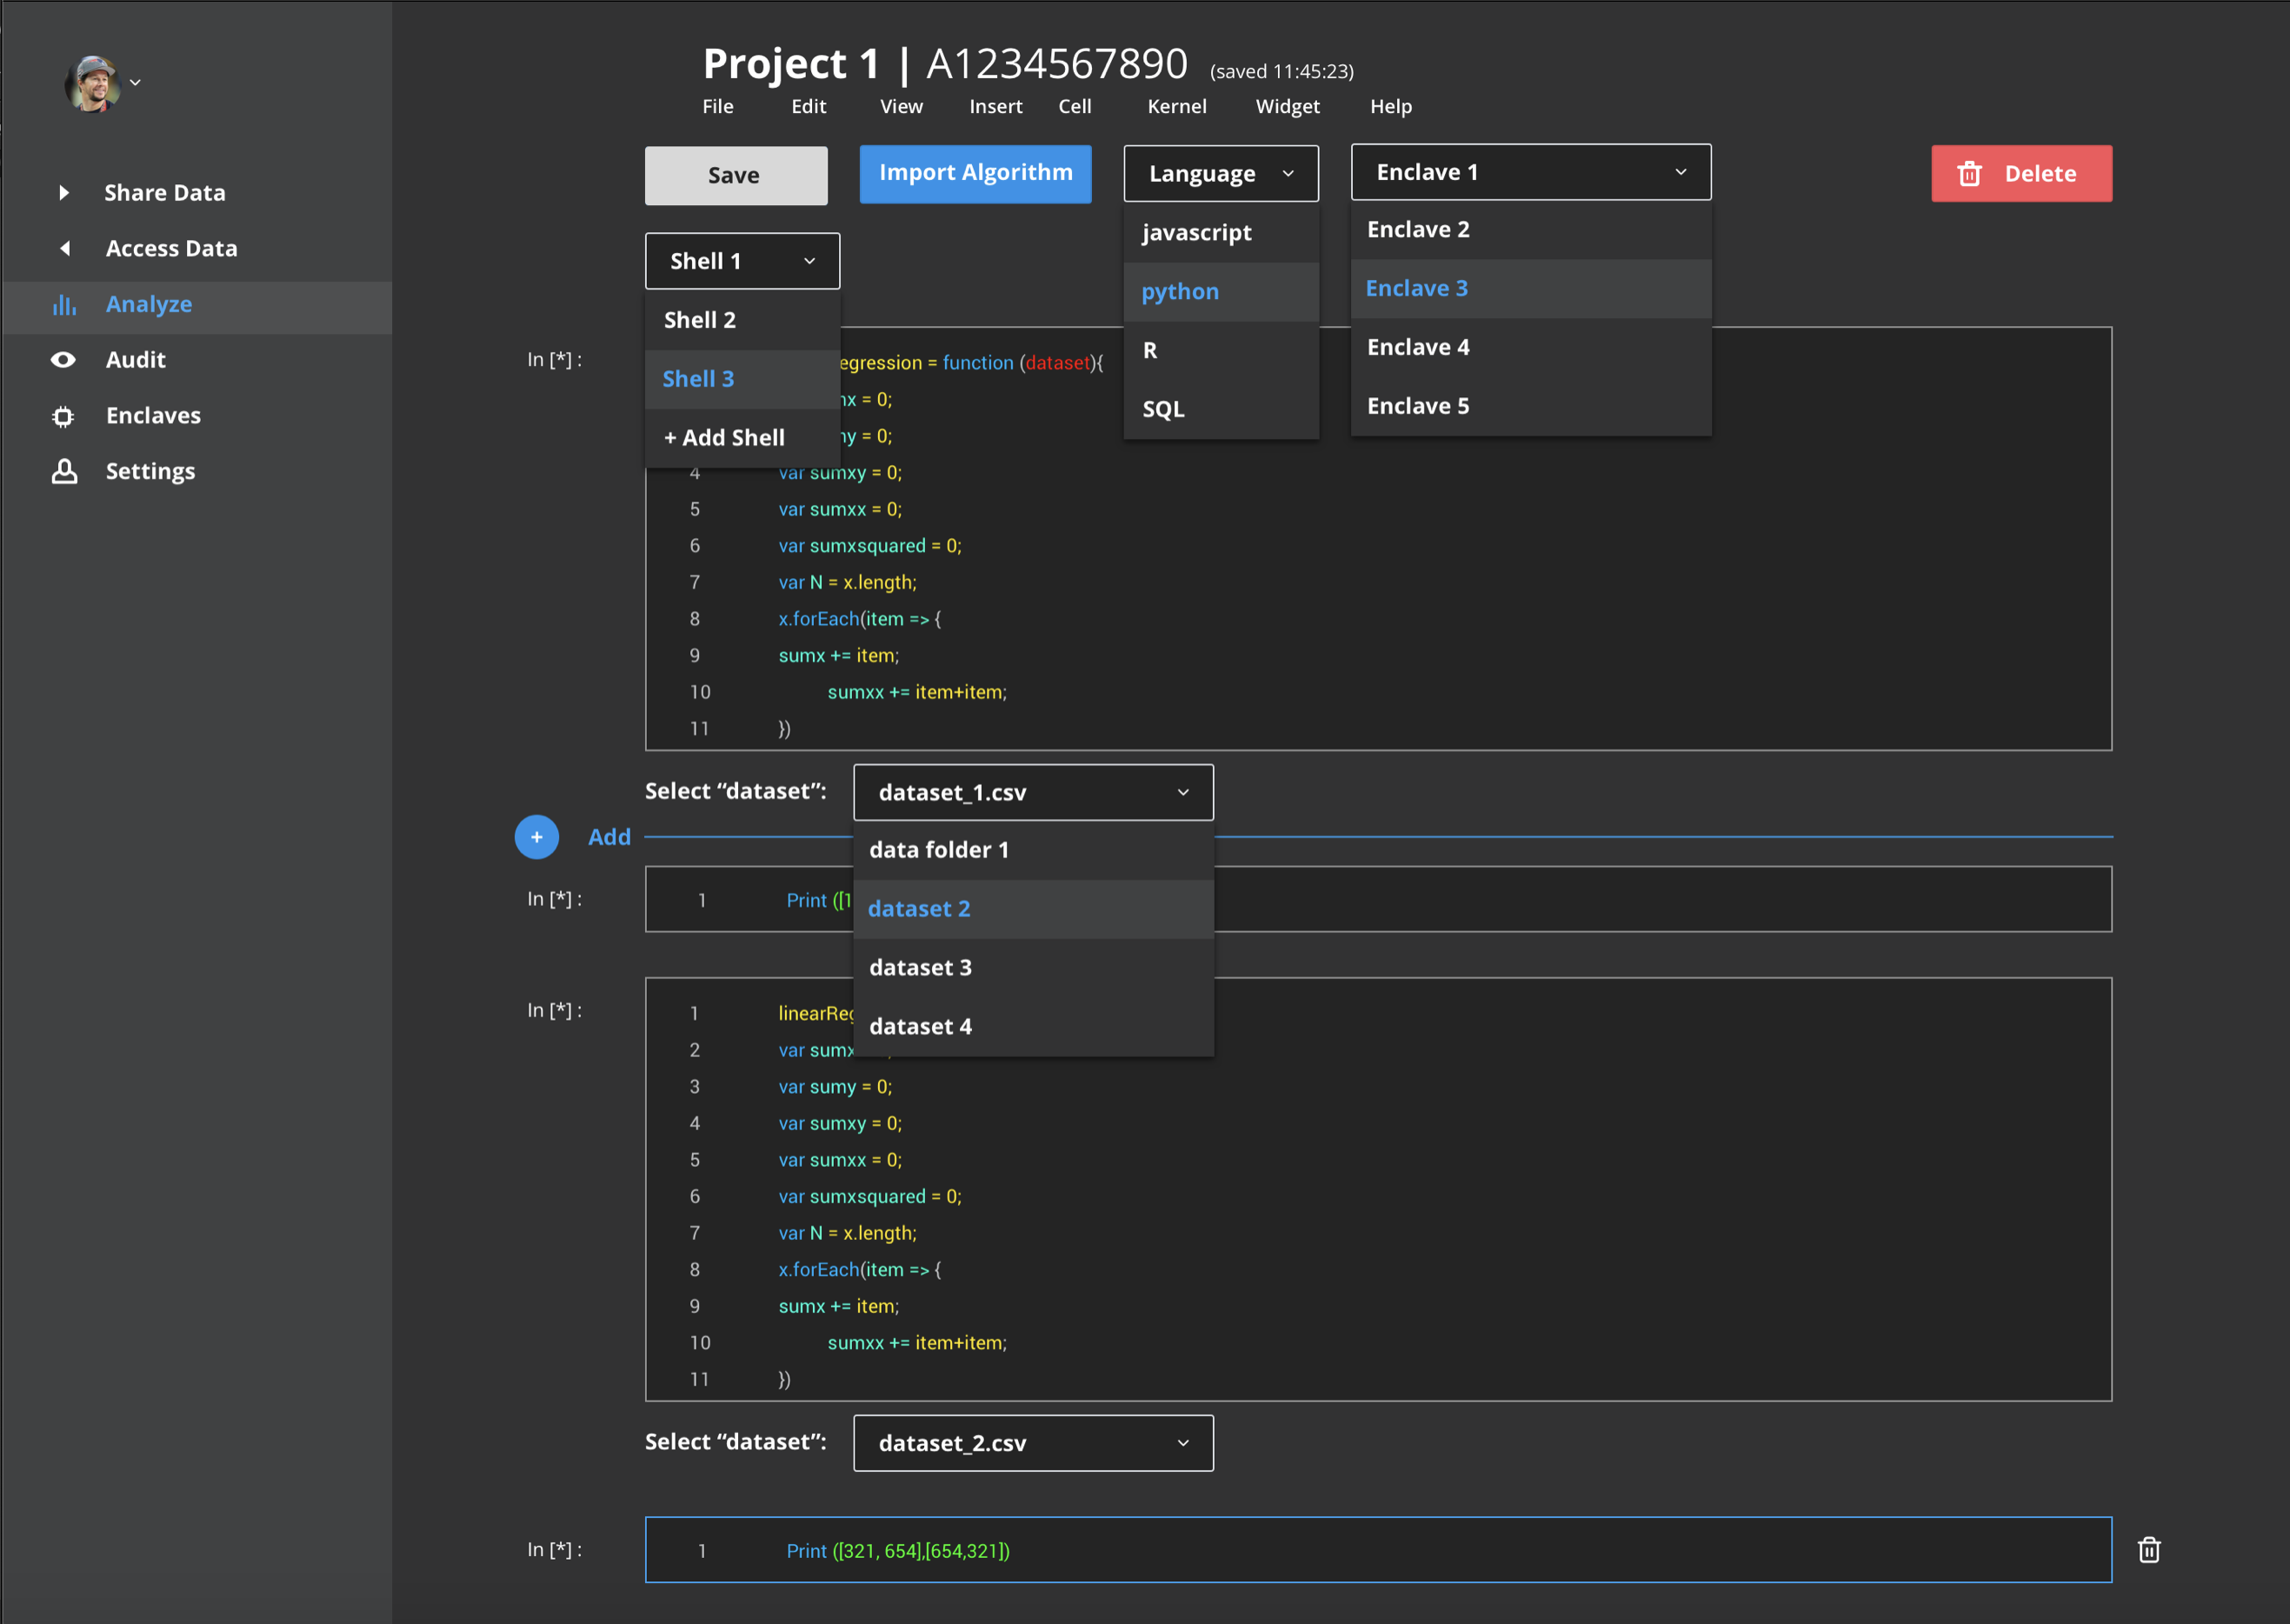 Project 1 | A1234567890 (saved 11:45:23)
File Edit View Insert Cell Kernel Widget Help
Share Data
Access Data
Analyze
Audit
Enclaves
Settings
Save
Import Algorithm
Language
javascript
python
R
SQL
Enclave 1
Enclave 2
Enclave 3
Enclave 4
Enclave 5
Delete
Shell 1
Shell 2
Shell 3
+ Add Shell
In [*] :
egression = function (dataset){
= 0;
= 0;
4 var sumxy = 0;
5 var sumxx = 0;
6 var sumxsquared = 0;
7 var N = x.length;
8 x.forEach(item => {
9 sumx += item;
10 sumxx += item+item;
11 })
Select “dataset”:
dataset_1.csv
data folder 1
dataset 2
dataset 3
dataset 4
+ Add
In [*] :
1 Print ([1
In [*] :
1 linearReg
2 var sumx
3 var sumy = 0;
4 var sumxy = 0;
5 var sumxx = 0;
6 var sumxsquared = 0;
7 var N = x.length;
8 x.forEach(item => {
9 sumx += item;
10 sumxx += item+item;
11 })
Select “dataset”:
dataset_2.csv
In [*] :
1 Print ([321, 654],[654,321])